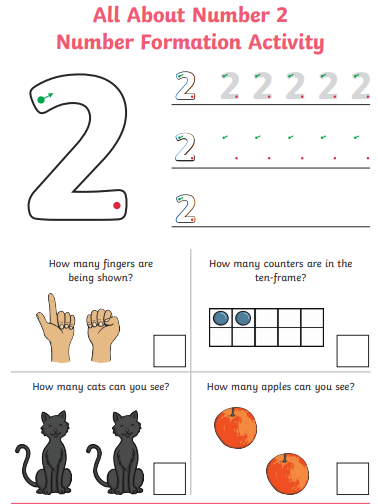 All About Number 2
Number Formation Activity
2
2 2 2 2 2 2
2
2
How many fingers are
being shown?
How many counters are in the
ten-frame?
How many cats can you see?
How many apples can you see?